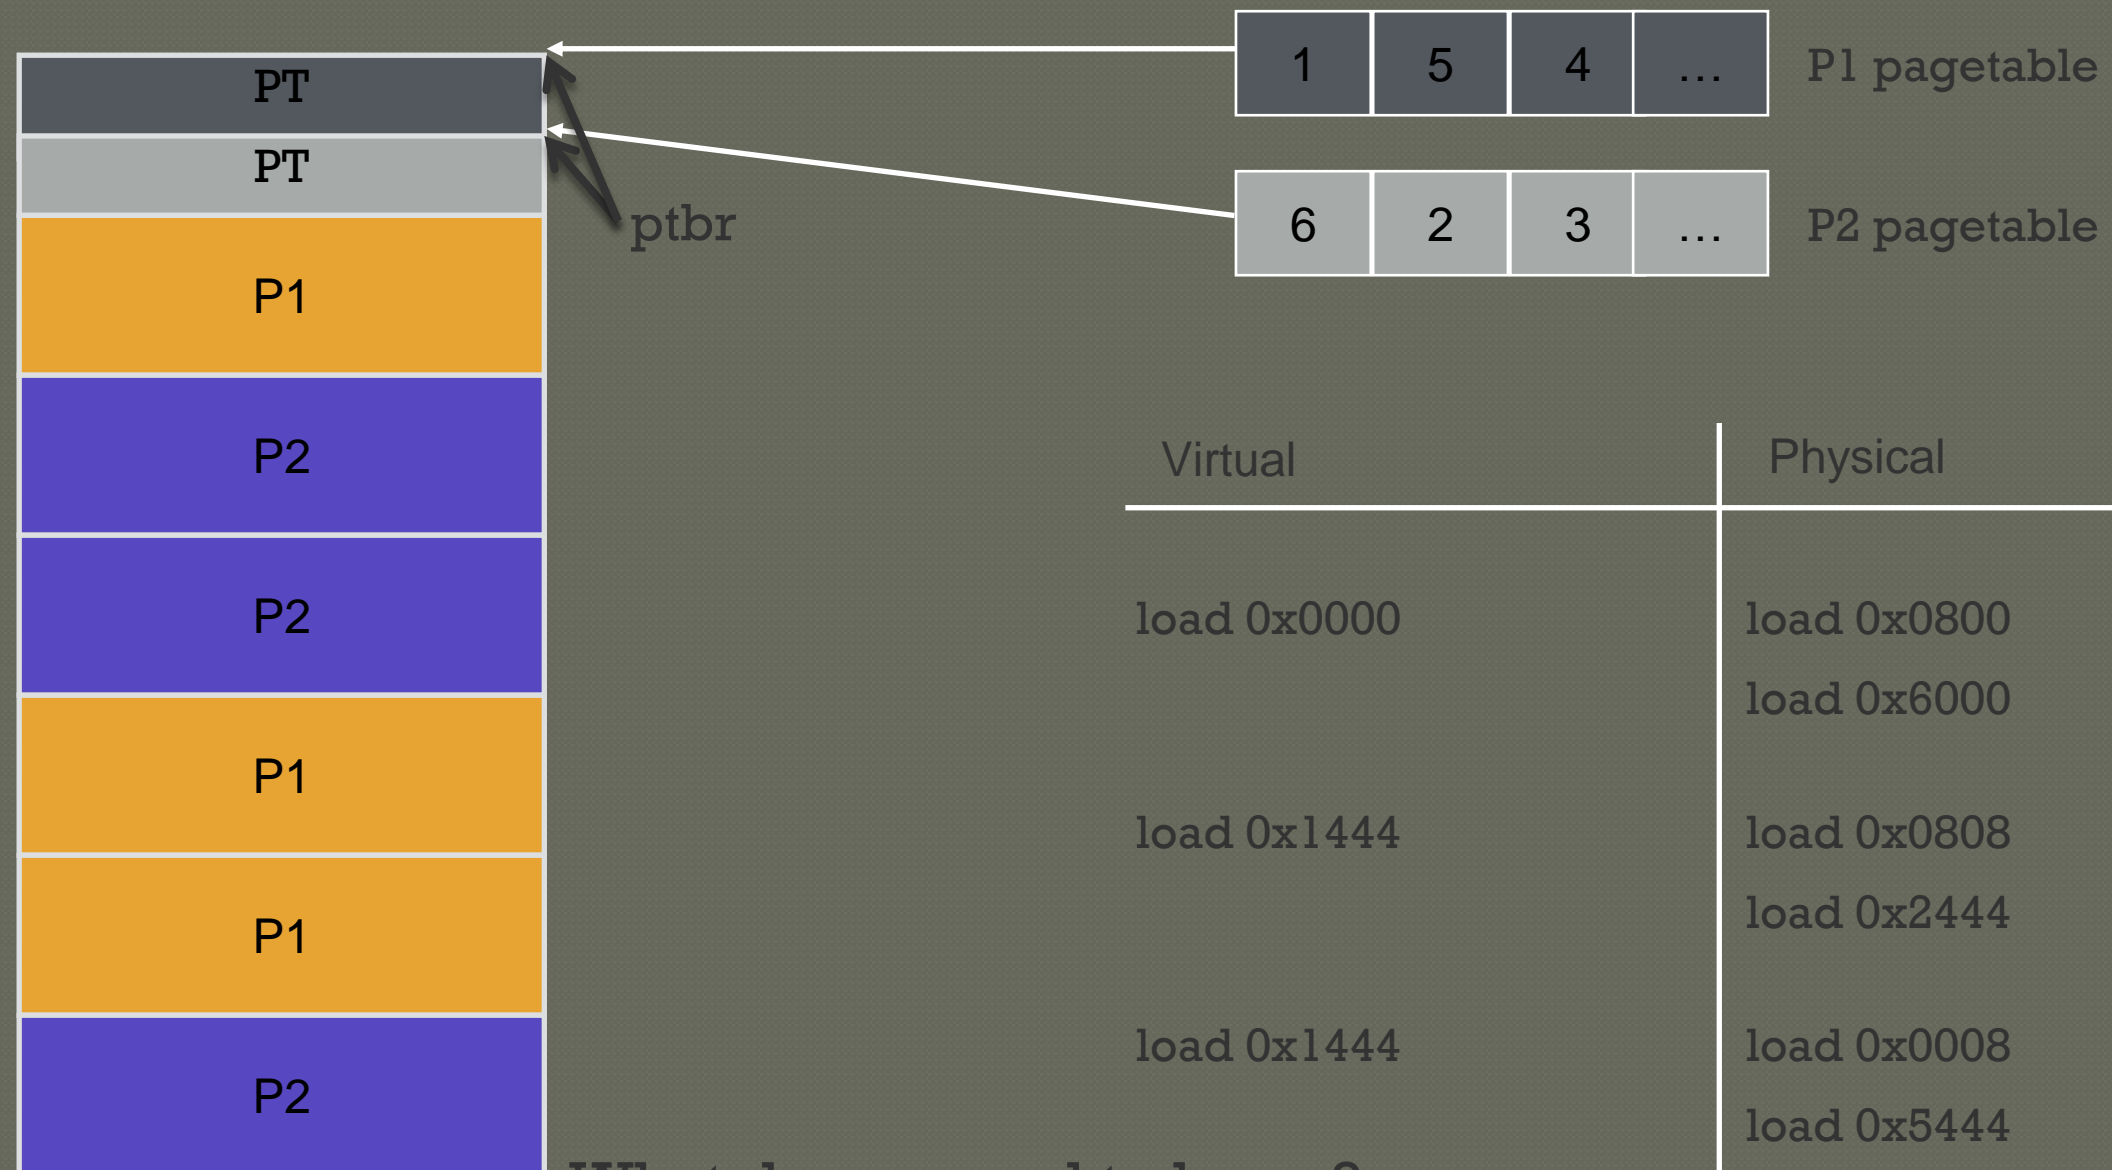 PT
PT
P1
P2
P2
P1
P1
P2
ptbr
1 5 4 … P1 pagetable
6 2 3 … P2 pagetable
Virtual Physical
load 0x0000 load 0x0800
load 0x6000
load 0x1444 load 0x0808
load 0x2444
load 0x1444 load 0x0008
load 0x5444